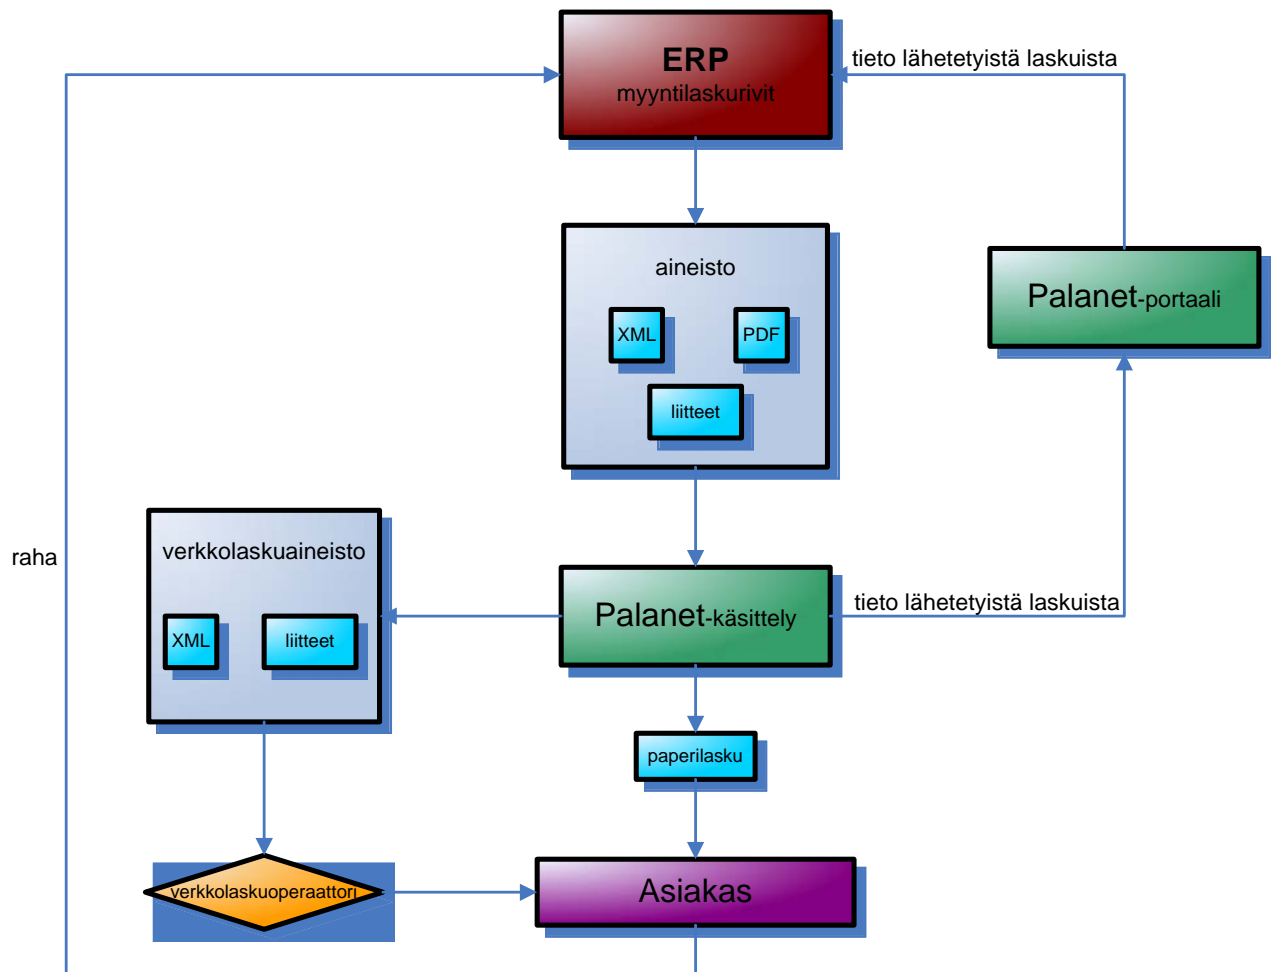 ERP
myyntilaskurivit
tieto lähetetyistä laskuista
aineisto
XML
PDF
liitteet
Palanet-portaali
raha
verkkolaskuaineisto
XML
liitteet
Palanet-käsittely
tieto lähetetyistä laskuista
paperilasku
verkkolaskuoperaattori
Asiakas